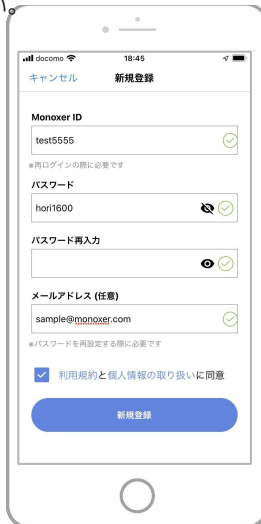 い。
docomo 18:45
キャンセル 新規登録
Monoxer ID
test5555
※再ログインの際に必要です
パスワード
hori1600
パスワード再入力
メールアドレス (任意)
sample@monoxer.com
※パスワードを再設定する際に必要です
利用規約と個人情報の取り扱いに同意
新規登録